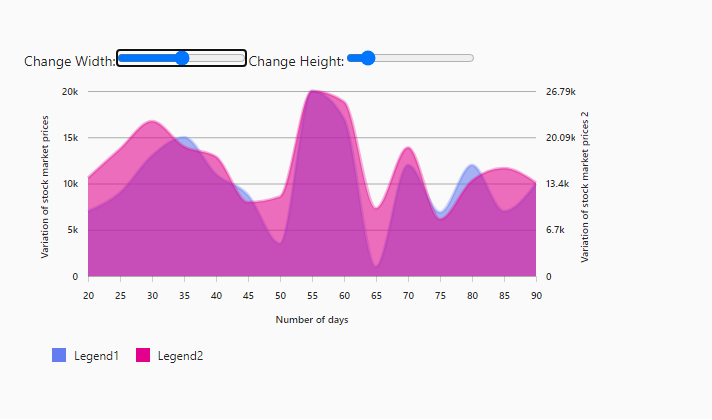 Change Width: Change Height:
20k 26.79k
15k 20.09k
10k 13.4k
5k 6.7k
0 0
Variation of stock market prices
Variation of stock market prices 2
20 25 30 35 40 45 50 55 60 65 70 75 80 85 90
Number of days
Legend1 Legend2